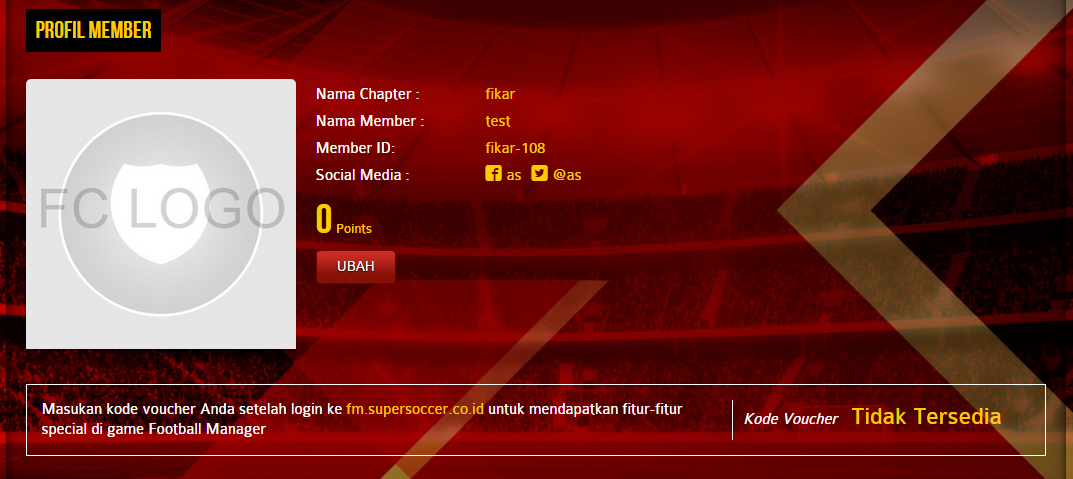 PROFIL MEMBER
FC LOGO
Nama Chapter : fikar
Nama Member : test
Member ID: fikar-108
Social Media : as @as
0 Points
UBAH
Masukan kode voucher Anda setelah login ke fm.supersoccer.co.id untuk mendapatkan fitur-fitur
special di game Football Manager
Kode Voucher Tidak Tersedia